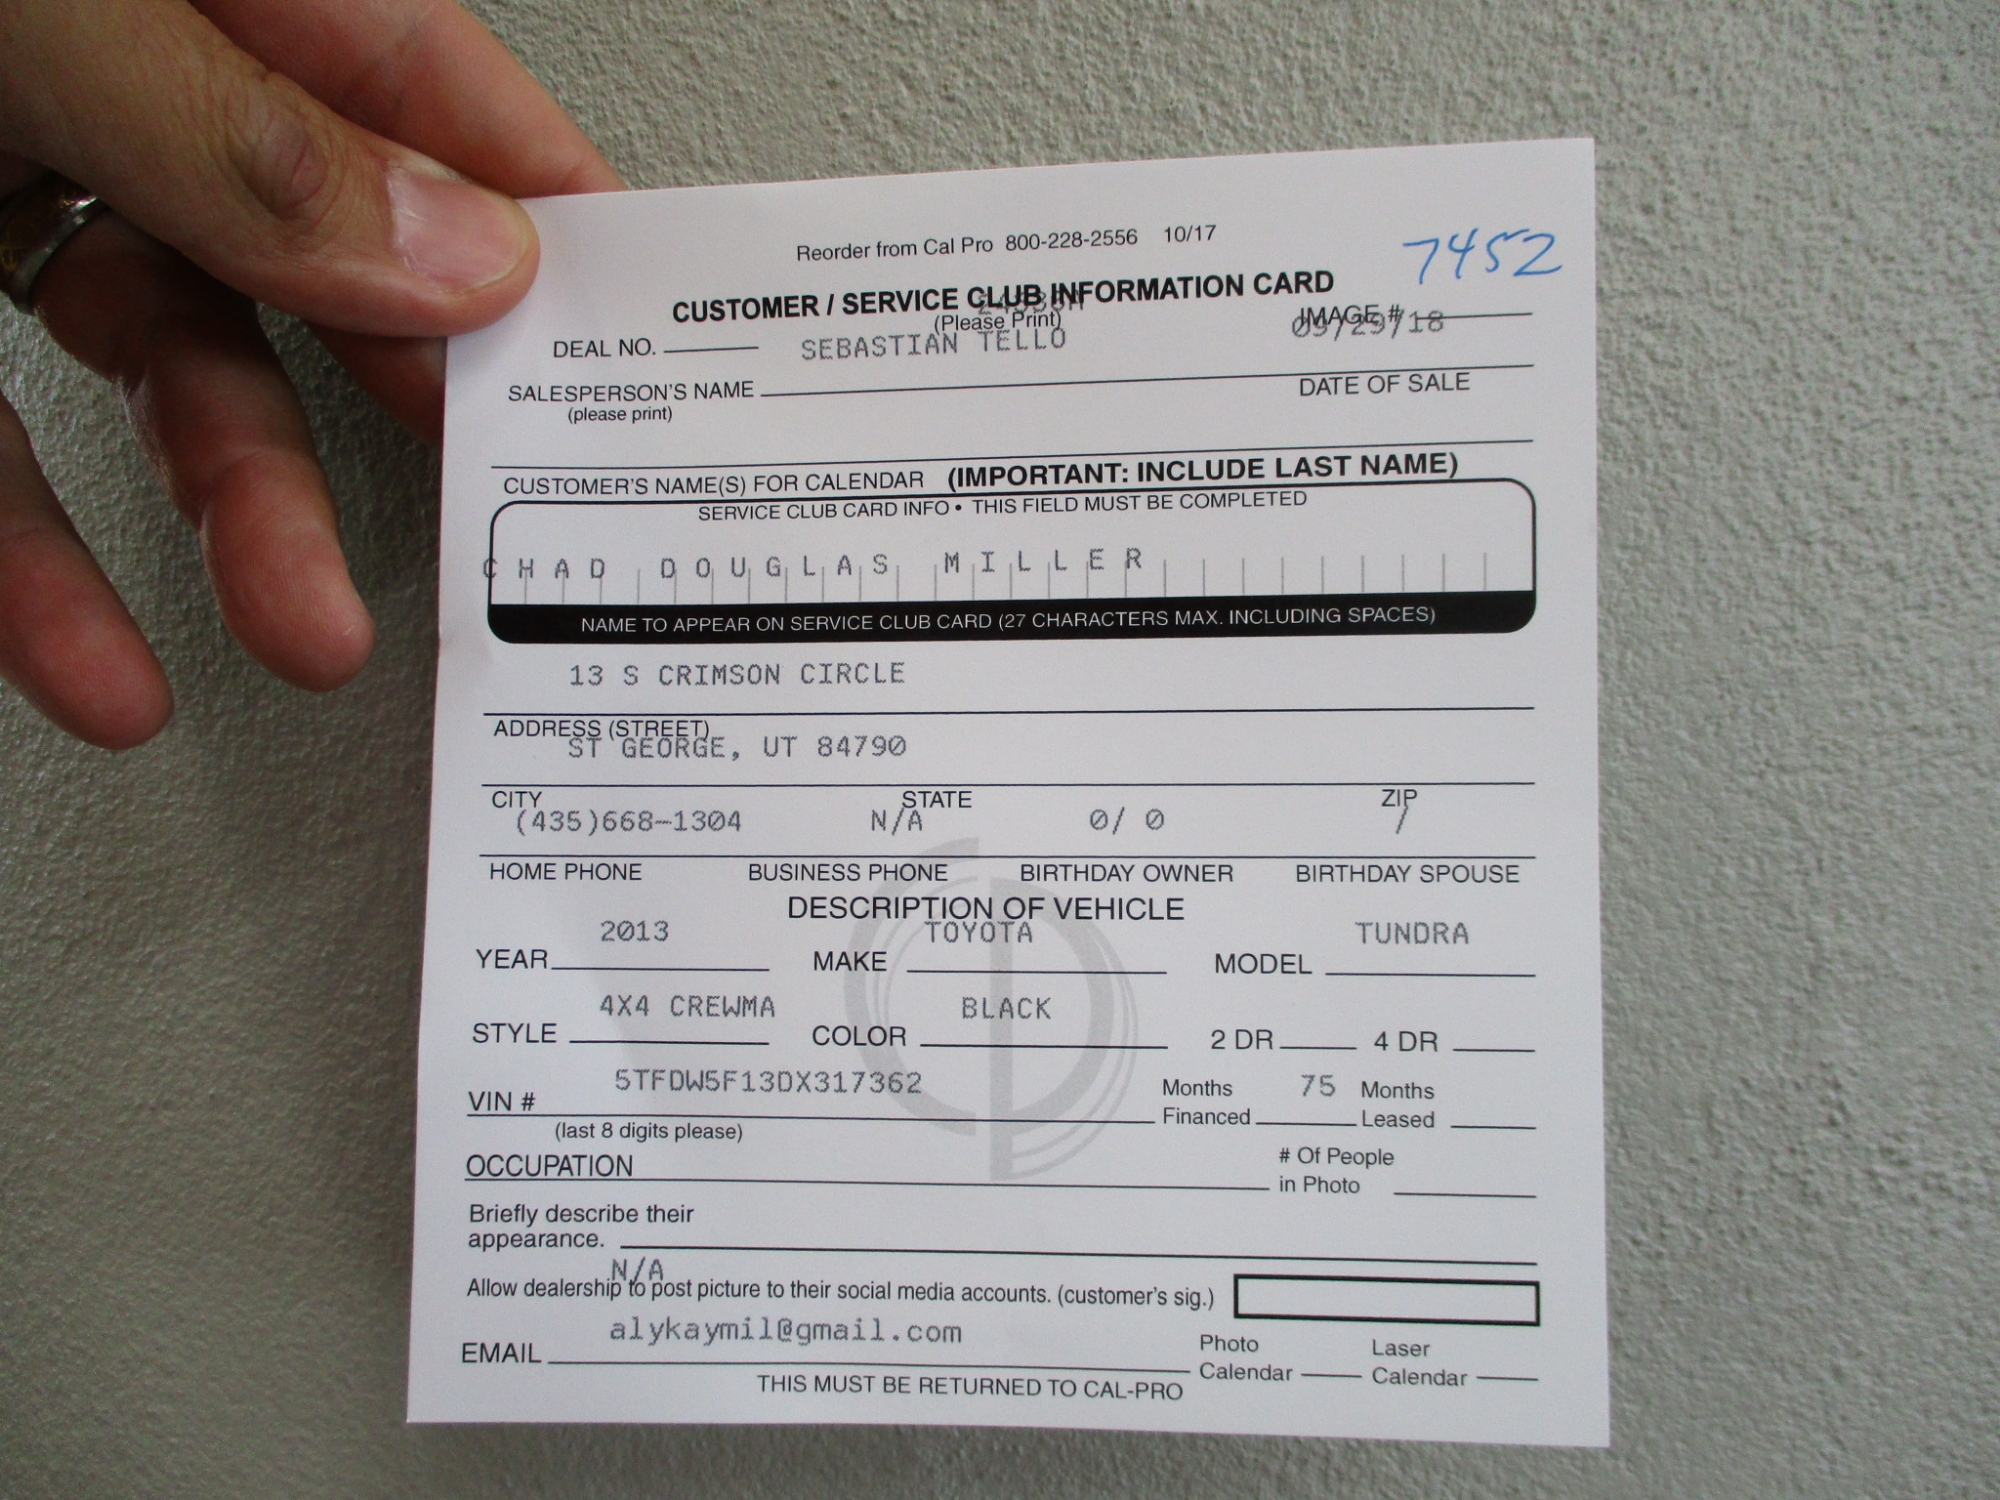 Reorder from Cal Pro 800-228-2556 10/17
7452
CUSTOMER / SERVICE CLUB INFORMATION CARD
(Please Print)
IMAGE #
DEAL NO. SEBASTIAN TELLO
SALESPERSON'S NAME DATE OF SALE
(please print)
CUSTOMER'S NAME(S) FOR CALENDAR (IMPORTANT: INCLUDE LAST NAME)
SERVICE CLUB CARD INFO • THIS FIELD MUST BE COMPLETED
CHAD DOUGLAS MILLER
NAME TO APPEAR ON SERVICE CLUB CARD (27 CHARACTERS MAX. INCLUDING SPACES)
13 S CRIMSON CIRCLE
ADDRESS (STREET)
ST GEORGE, UT 84790
CITY STATE ZIP
(435)668-1304 N/A 0/ 0 /
HOME PHONE BUSINESS PHONE BIRTHDAY OWNER BIRTHDAY SPOUSE
DESCRIPTION OF VEHICLE
2013 TOYOTA TUNDRA
YEAR MAKE MODEL
4X4 CREWMA BLACK
STYLE COLOR 2 DR 4 DR
5TFDW5F13DX317362 Months 75 Months
VIN # Financed Leased
(last 8 digits please)
OCCUPATION # Of People
in Photo
Briefly describe their
appearance.
N/A
Allow dealership to post picture to their social media accounts. (customer's sig.)
alykaymil@gmail.com Photo Laser
EMAIL Calendar Calendar
THIS MUST BE RETURNED TO CAL-PRO